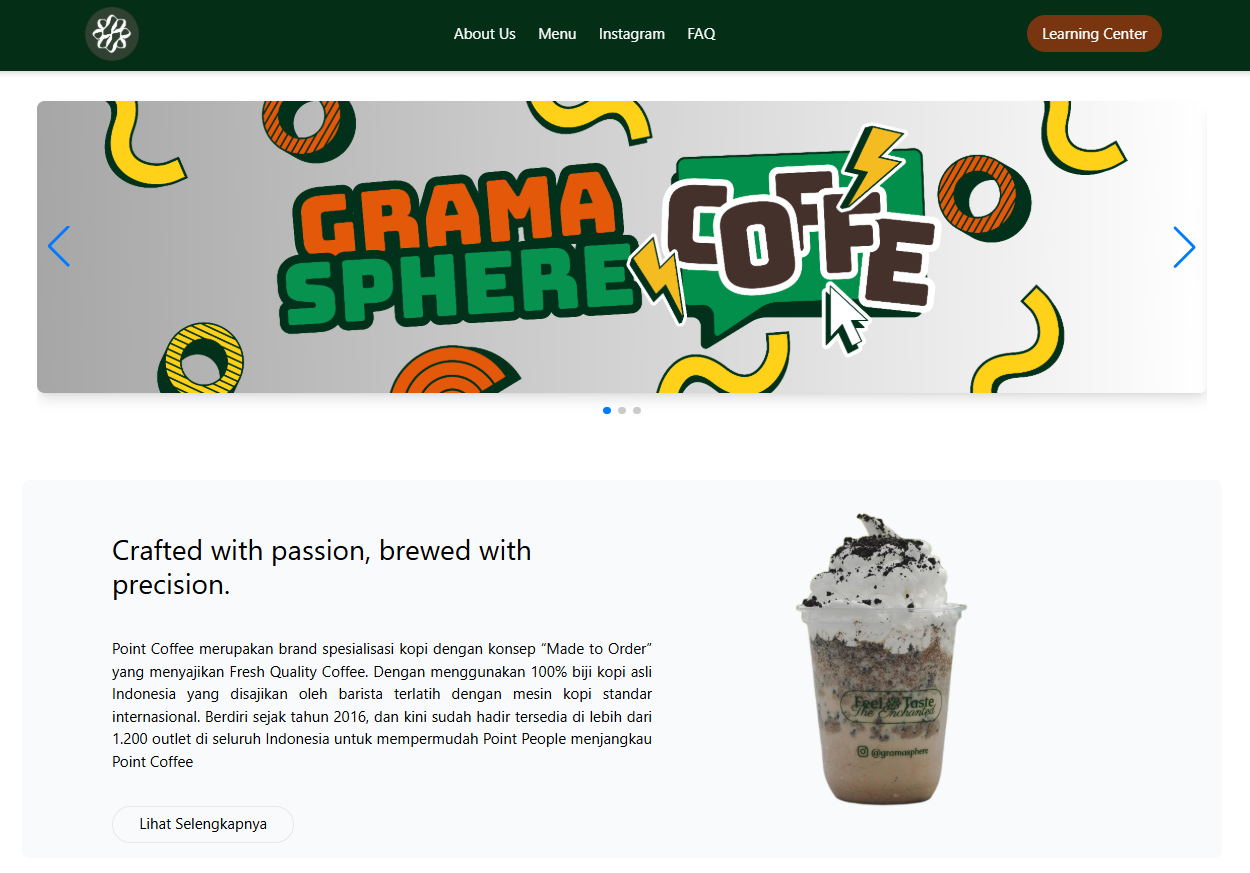 About Us Menu Instagram FAQ Learning Center
GRAMA
SPHERE
COFFE
Crafted with passion, brewed with
precision.
Point Coffee merupakan brand spesialisasi kopi dengan konsep “Made to Order”
yang menyajikan Fresh Quality Coffee. Dengan menggunakan 100% biji kopi asli
Indonesia yang disajikan oleh barista terlatih dengan mesin kopi standar
internasional. Berdiri sejak tahun 2016, dan kini sudah hadir tersedia di lebih dari
1.200 outlet di seluruh Indonesia untuk mempermudah Point People menjangkau
Point Coffee
Feel Taste
The Enchanted
@gramasphere
Lihat Selengkapnya